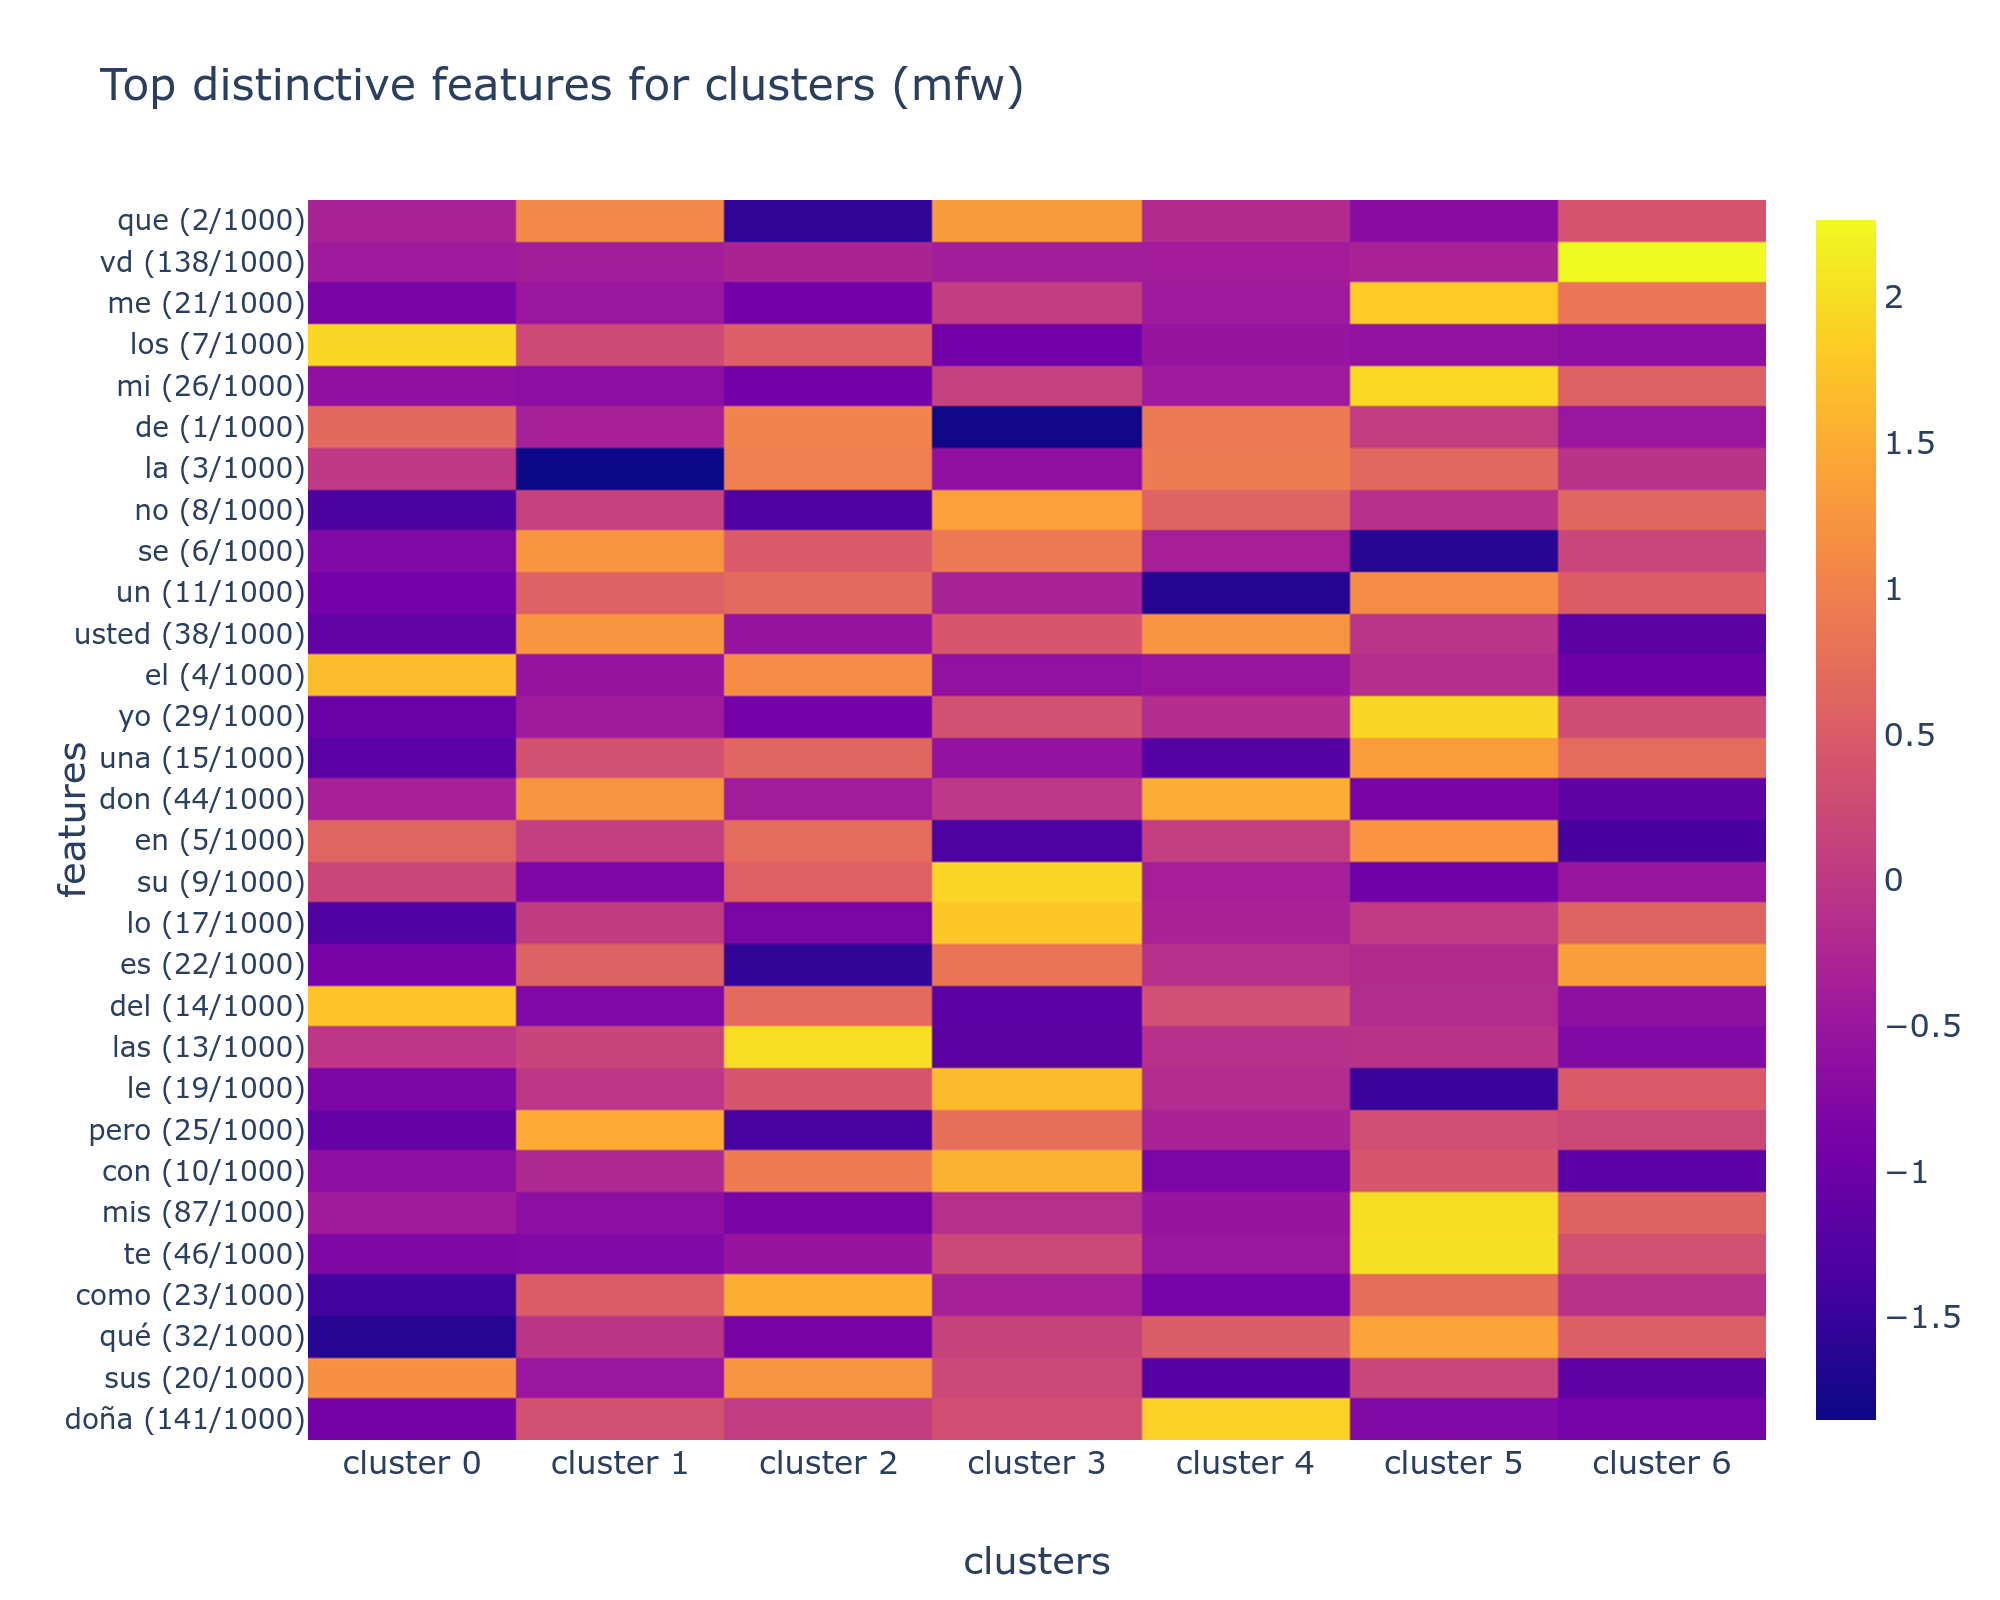 Top distinctive features for clusters (mfw)
que (2/1000)
vd (138/1000)
me (21/1000)
los (7/1000)
mi (26/1000)
de (1/1000)
la (3/1000)
no (8/1000)
se (6/1000)
un (11/1000)
usted (38/1000)
el (4/1000)
yo (29/1000)
una (15/1000)
don (44/1000)
en (5/1000)
su (9/1000)
lo (17/1000)
es (22/1000)
del (14/1000)
las (13/1000)
le (19/1000)
pero (25/1000)
con (10/1000)
mis (87/1000)
te (46/1000)
como (23/1000)
qué (32/1000)
sus (20/1000)
doña (141/1000)
features
cluster 0 cluster 1 cluster 2 cluster 3 cluster 4 cluster 5 cluster 6
clusters
2
1.5
1
0.5
0
−0.5
−1
−1.5